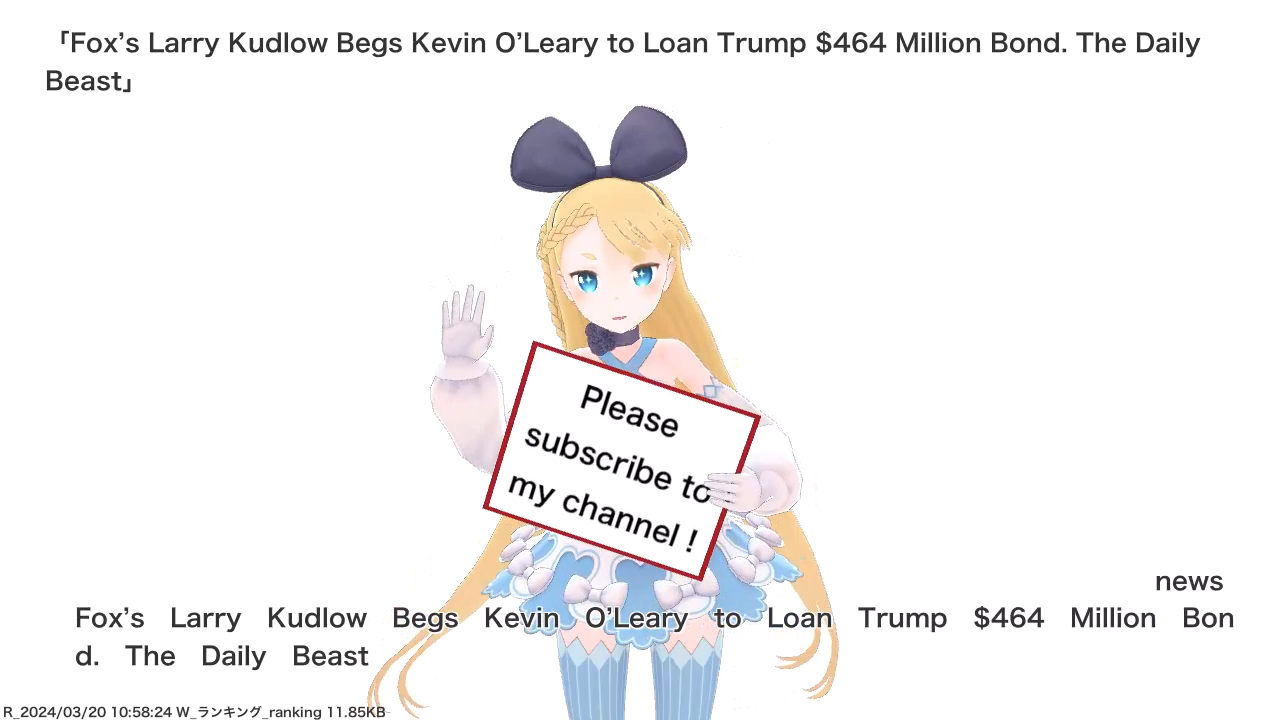 「Fox’s Larry Kudlow Begs Kevin O’Leary to Loan Trump $464 Million Bond. The Daily
Beast」
Please
subscribe to
my channel !
news
Fox’s Larry Kudlow Begs Kevin O’Leary to Loan Trump $464 Million Bon
d. The Daily Beast
R_2024/03/20 10:58:24 W_ランキング_ranking 11.85KB